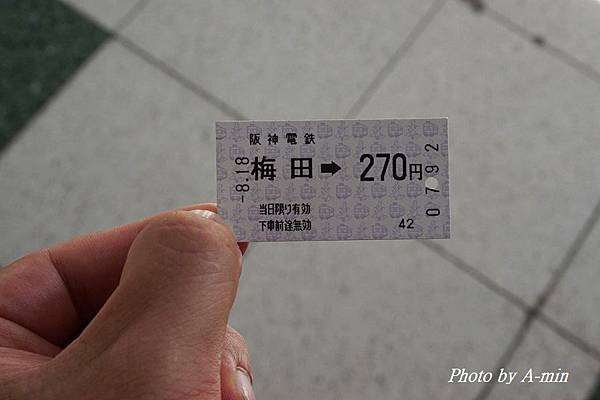 阪神電鉄
-8.18
梅田➡270円
0792
当日限り有効
下車前途無効
42
Photo by A-min